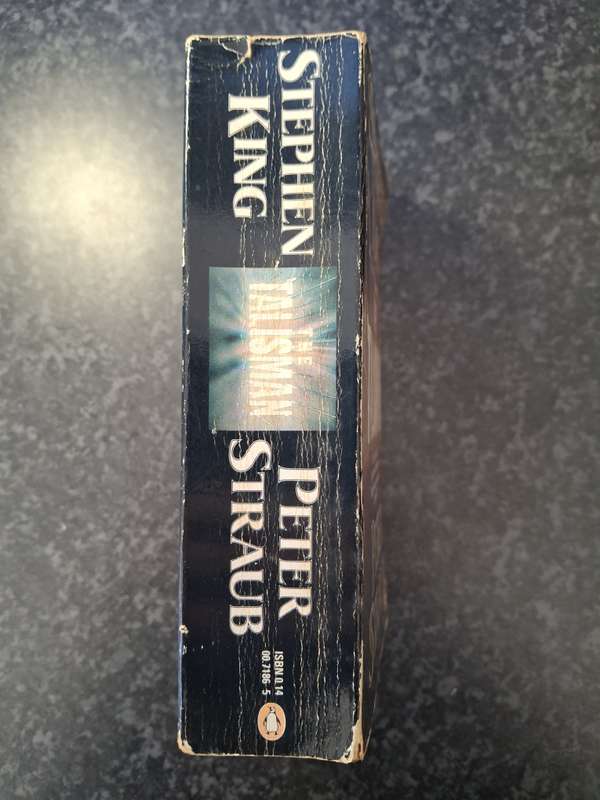 STEPHEN
KING
THE
TALISMAN
PETER
STRAUB
ISBN 0.14
00.7186 5